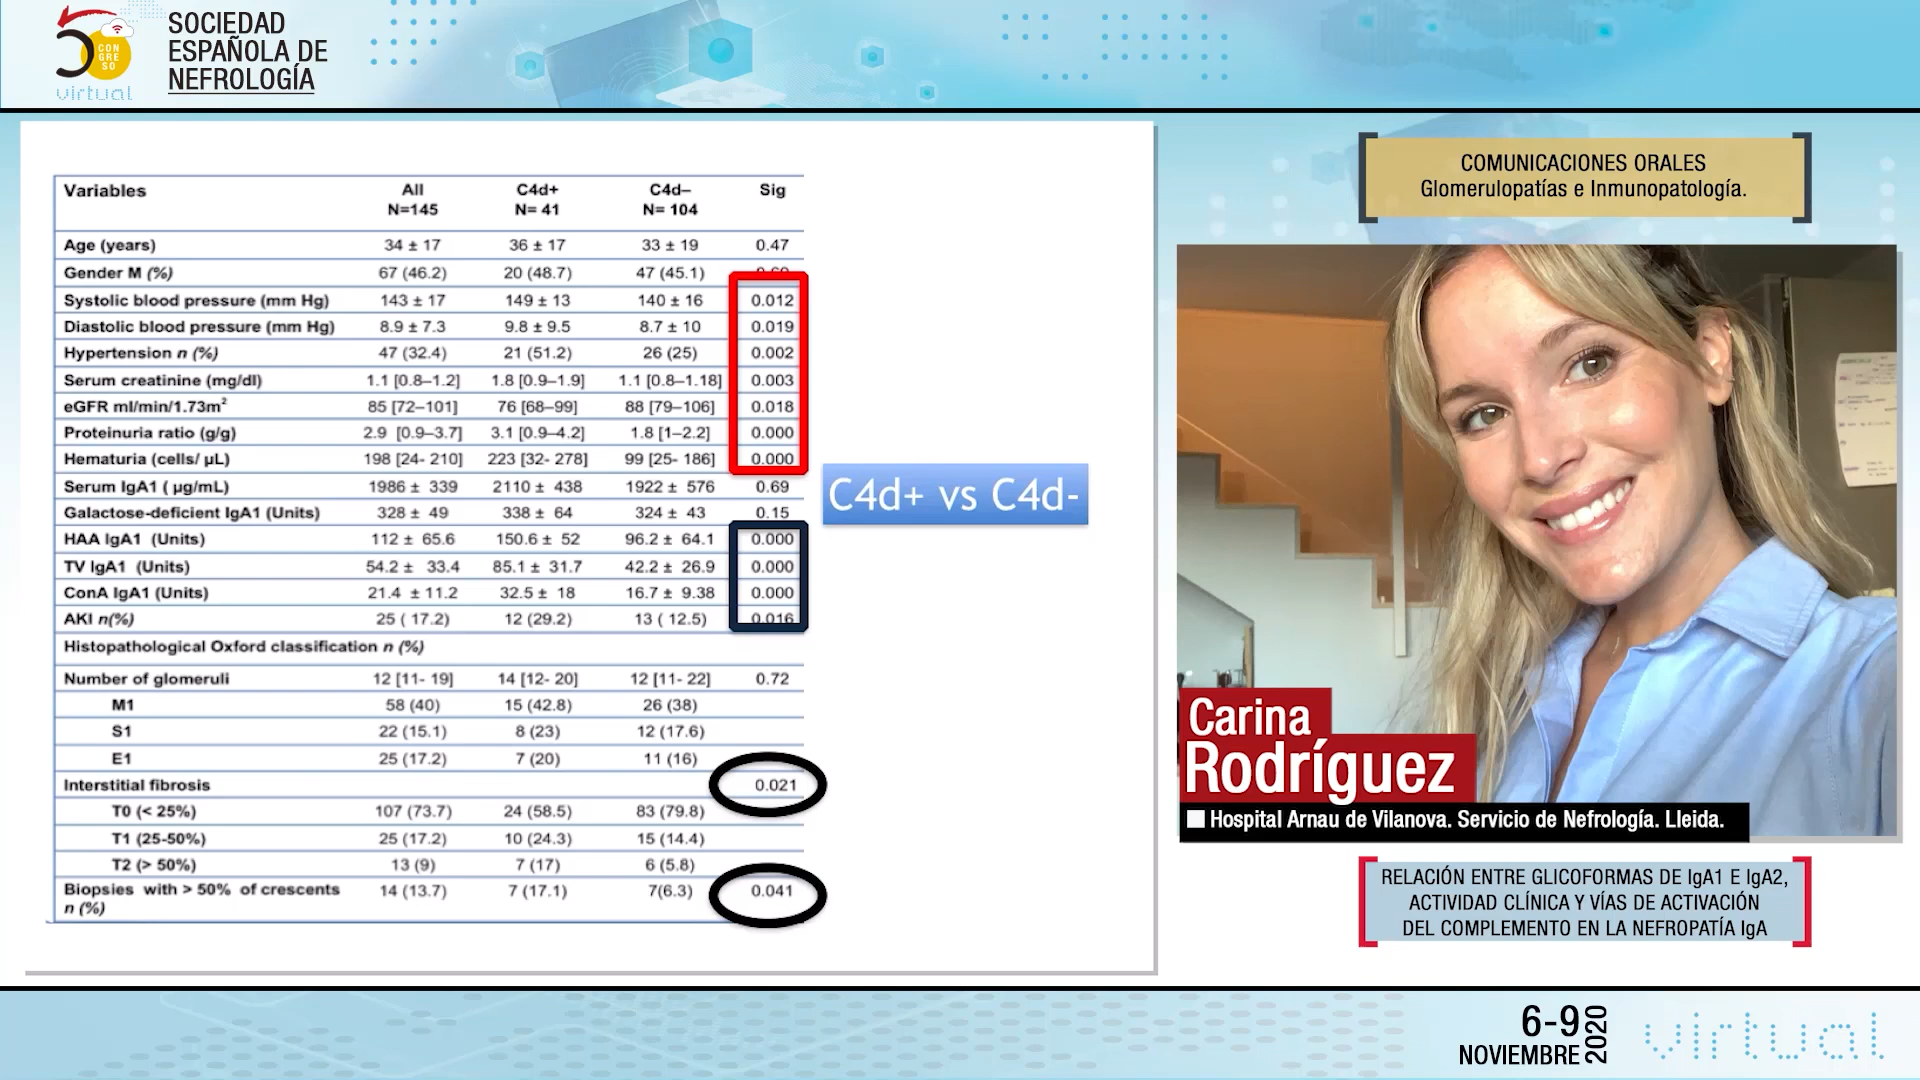 5
CON
GRE
SO
virtual
SOCIEDAD
ESPAÑOLA DE
NEFROLOGÍA
Variables All C4d+ C4d– Sig
N=145 N= 41 N= 104
Age (years) 34 ± 17 36 ± 17 33 ± 19 0.47
Gender M (%) 67 (46.2) 20 (48.7) 47 (45.1)
Systolic blood pressure (mm Hg) 143 ± 17 149 ± 13 140 ± 16 0.012
Diastolic blood pressure (mm Hg) 8.9 ± 7.3 9.8 ± 9.5 8.7 ± 10 0.019
Hypertension n (%) 47 (32.4) 21 (51.2) 26 (25) 0.002
Serum creatinine (mg/dl) 1.1 [0.8–1.2] 1.8 [0.9–1.9] 1.1 [0.8–1.18] 0.003
eGFR ml/min/1.73m² 85 [72–101] 76 [68–99] 88 [79–106] 0.018
Proteinuria ratio (g/g) 2.9 [0.9–3.7] 3.1 [0.9–4.2] 1.8 [1–2.2] 0.000
Hematuria (cells/ µL) 198 [24- 210] 223 [32- 278] 99 [25- 186] 0.000
Serum IgA1 ( µg/mL) 1986 ± 339 2110 ± 438 1922 ± 576 0.69
Galactose-deficient IgA1 (Units) 328 ± 49 338 ± 64 324 ± 43 0.15
HAA IgA1 (Units) 112 ± 65.6 150.6 ± 52 96.2 ± 64.1 0.000
TV IgA1 (Units) 54.2 ± 33.4 85.1 ± 31.7 42.2 ± 26.9 0.000
ConA IgA1 (Units) 21.4 ± 11.2 32.5 ± 18 16.7 ± 9.38 0.000
AKI n(%) 25 ( 17.2) 12 (29.2) 13 ( 12.5) 0.016
Histopathological Oxford classification n (%)
Number of glomeruli 12 [11- 19] 14 [12- 20] 12 [11- 22] 0.72
M1 58 (40) 15 (42.8) 26 (38)
S1 22 (15.1) 8 (23) 12 (17.6)
E1 25 (17.2) 7 (20) 11 (16)
Interstitial fibrosis 0.021
T0 (< 25%) 107 (73.7) 24 (58.5) 83 (79.8)
T1 (25-50%) 25 (17.2) 10 (24.3) 15 (14.4)
T2 (> 50%) 13 (9) 7 (17) 6 (5.8)
Biopsies with > 50% of crescents 14 (13.7) 7 (17.1) 7(6.3) 0.041
n (%)
C4d+ vs C4d-
COMUNICACIONES ORALES
Glomerulopatías e Inmunopatología.
Carina
Rodríguez
Hospital Arnau de Vilanova. Servicio de Nefrología. Lleida.
RELACIÓN ENTRE GLICOFORMAS DE IgA1 E IgA2,
ACTIVIDAD CLÍNICA Y VÍAS DE ACTIVACIÓN
DEL COMPLEMENTO EN LA NEFROPATÍA IgA
6-9
NOVIEMBRE
2020
virtual